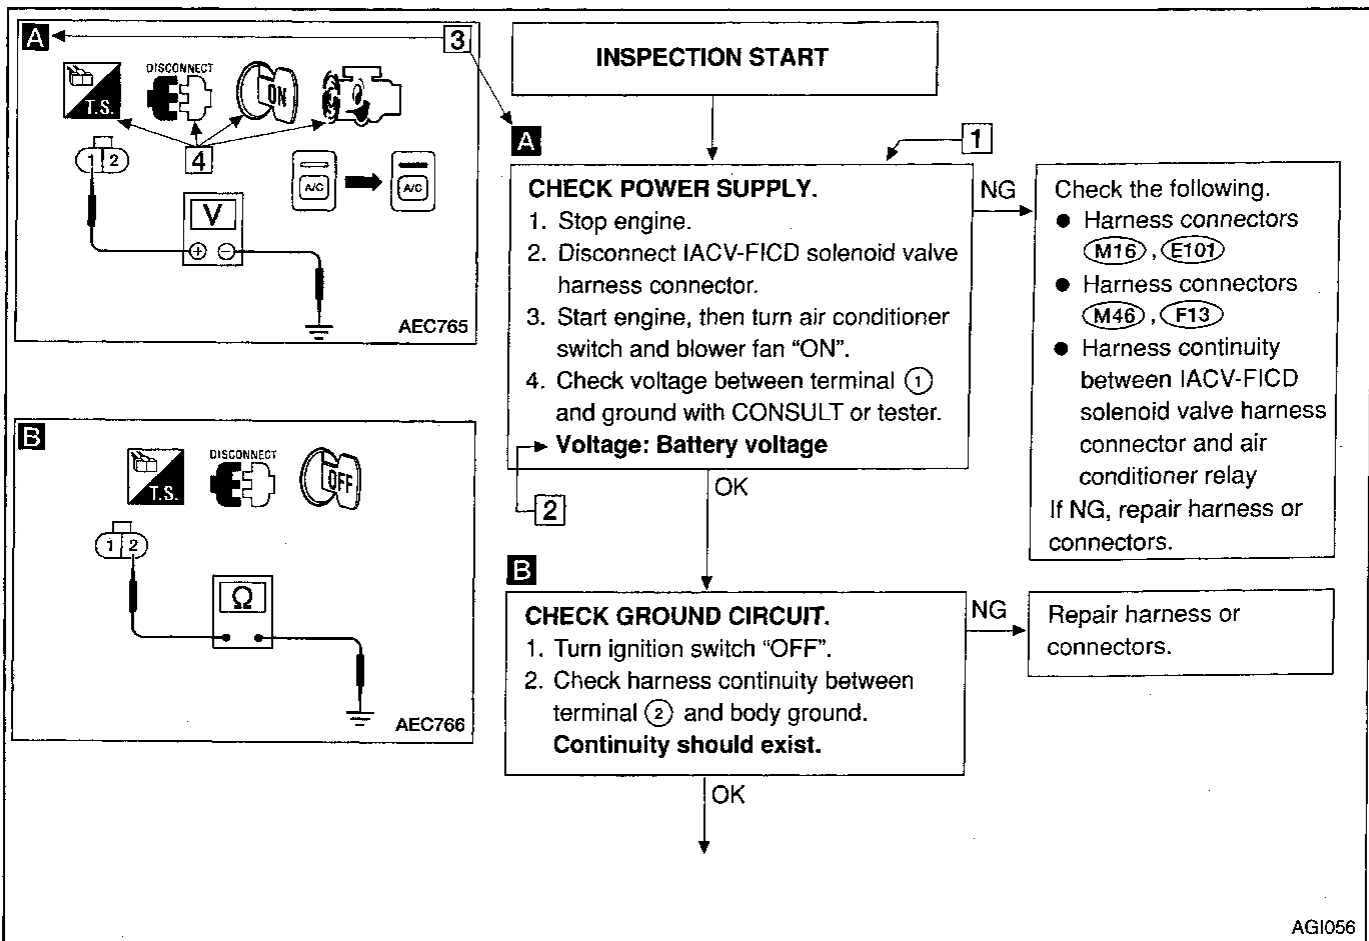 A
3
DISCONNECT
T.S.
ON
4
1 2
A/C
A/C
V
+ -
AEC765
B
DISCONNECT
T.S.
OFF
1 2
Ω
AEC766
INSPECTION START
A
1
CHECK POWER SUPPLY.
1. Stop engine.
2. Disconnect IACV-FICD solenoid valve
harness connector.
3. Start engine, then turn air conditioner
switch and blower fan “ON”.
4. Check voltage between terminal ①
and ground with CONSULT or tester.
Voltage: Battery voltage
2
NG
Check the following.
● Harness connectors
M16, E101
● Harness connectors
M46, F13
● Harness continuity
between IACV-FICD
solenoid valve harness
connector and air
conditioner relay
If NG, repair harness or
connectors.
OK
B
CHECK GROUND CIRCUIT.
1. Turn ignition switch “OFF”.
2. Check harness continuity between
terminal ② and body ground.
Continuity should exist.
NG
Repair harness or
connectors.
OK
AGI056